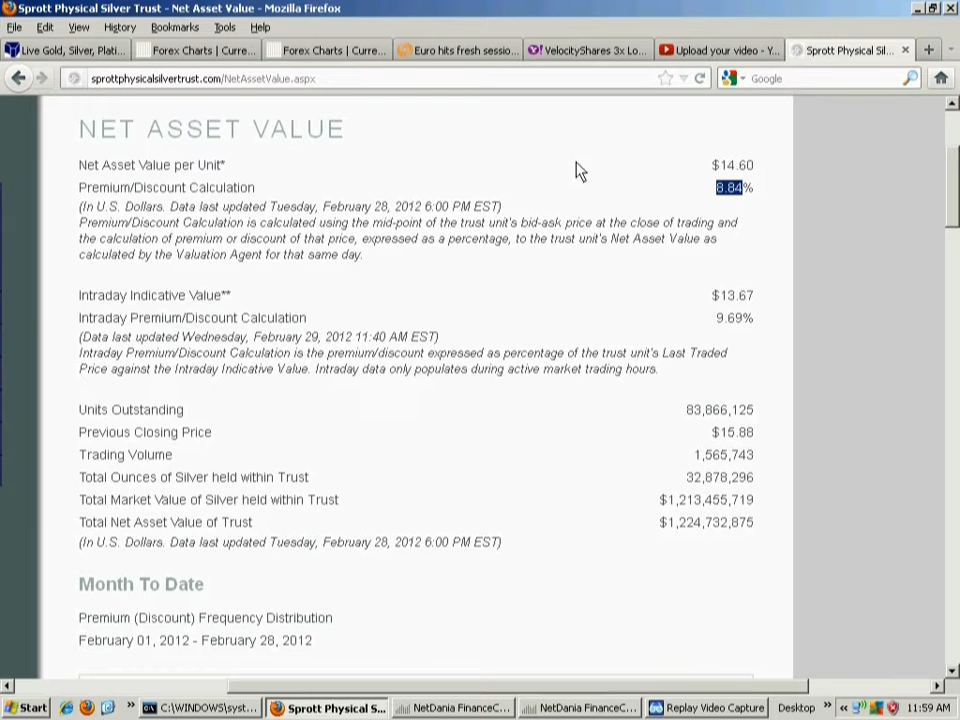 Sprott Physical Silver Trust - Net Asset Value - Mozilla Firefox
File Edit View History Bookmarks Tools Help
Live Gold, Silver, Plati... Forex Charts | Curre... Forex Charts | Curre... Euro hits fresh sessio... VelocityShares 3x Lo... Upload your video - Y... Sprott Physical Sil...
sprottphysicalsilvertrust.com/NetAssetValue.aspx Google
NET ASSET VALUE
Net Asset Value per Unit* $14.60
Premium/Discount Calculation 8.84%
(In U.S. Dollars. Data last updated Tuesday, February 28, 2012 6:00 PM EST)
Premium/Discount Calculation is calculated using the mid-point of the trust unit's bid-ask price at the close of trading and
the calculation of premium or discount of that price, expressed as a percentage, to the trust unit's Net Asset Value as
calculated by the Valuation Agent for that same day.
Intraday Indicative Value** $13.67
Intraday Premium/Discount Calculation 9.69%
(Data last updated Wednesday, February 29, 2012 11:40 AM EST)
Intraday Premium/Discount Calculation is the premium/discount expressed as percentage of the trust unit's Last Traded
Price against the Intraday Indicative Value. Intraday data only populates during active market trading hours.
Units Outstanding 83,866,125
Previous Closing Price $15.88
Trading Volume 1,565,743
Total Ounces of Silver held within Trust 32,878,296
Total Market Value of Silver held within Trust $1,213,455,719
Total Net Asset Value of Trust $1,224,732,875
(In U.S. Dollars. Data last updated Tuesday, February 28, 2012 6:00 PM EST)
Month To Date
Premium (Discount) Frequency Distribution
February 01, 2012 - February 28, 2012
Start C:\WINDOWS\syst... Sprott Physical S... NetDania FinanceC... NetDania FinanceC... Replay Video Capture Desktop 11:59 AM